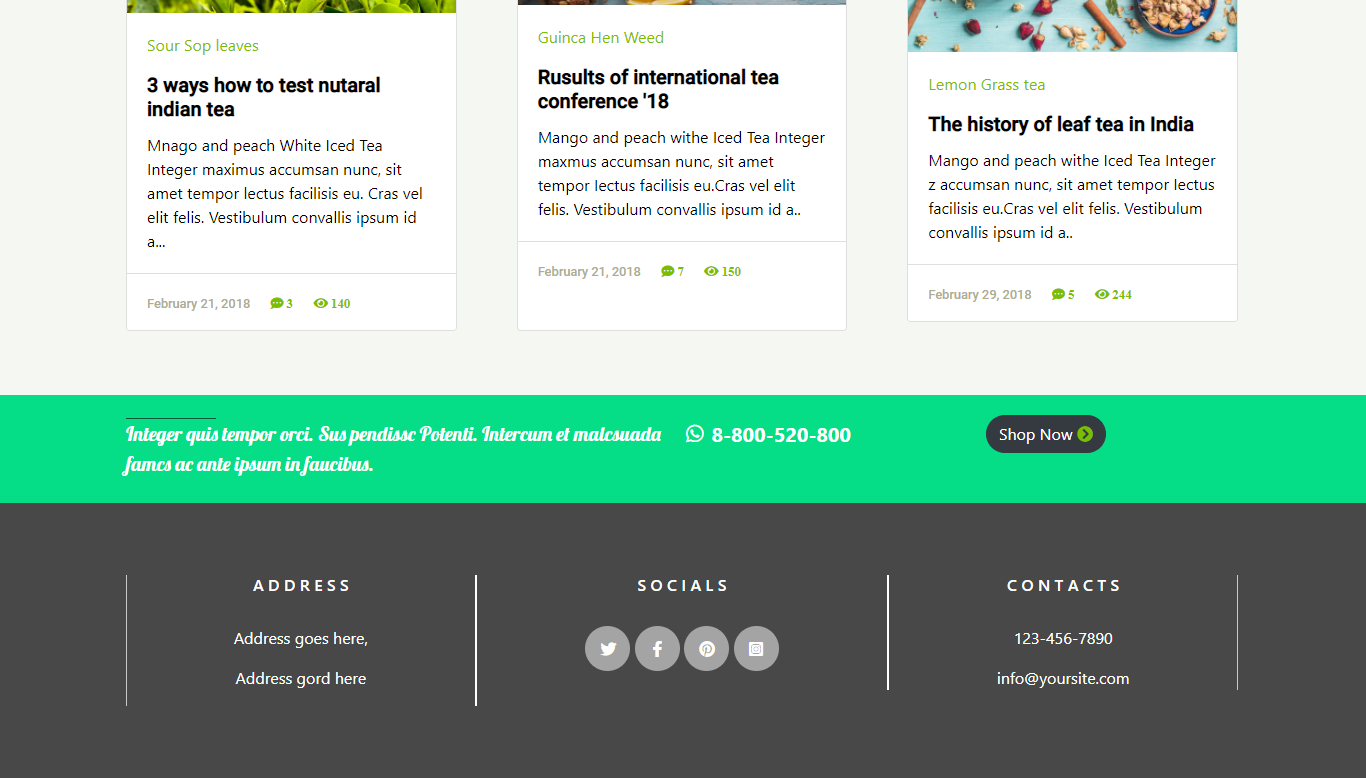 Sour Sop leaves
3 ways how to test nutaral
indian tea
Mnago and peach White Iced Tea
Integer maximus accumsan nunc, sit
amet tempor lectus facilisis eu. Cras vel
elit felis. Vestibulum convallis ipsum id
a...
February 21, 2018 3 140
Guinca Hen Weed
Rusults of international tea
conference '18
Mango and peach withe Iced Tea Integer
maxmus accumsan nunc, sit amet
tempor Iectus facilisis eu.Cras vel elit
felis. Vestibulum convallis ipsum id a..
February 21, 2018 7 150
Lemon Grass tea
The history of leaf tea in India
Mango and peach withe Iced Tea Integer
z accumsan nunc, sit amet tempor Iectus
facilisis eu.Cras vel elit felis. Vestibulum
convallis ipsum id a..
February 29, 2018 5 244
Integer quis tempor orci. Sus pendissc Potenti. Intercum et malcsuada
famcs ac ante ipsum in faucibus.
8-800-520-800
Shop Now
ADDRESS
Address goes here,
Address gord here
SOCIALS
CONTACTS
123-456-7890
info@yoursite.com